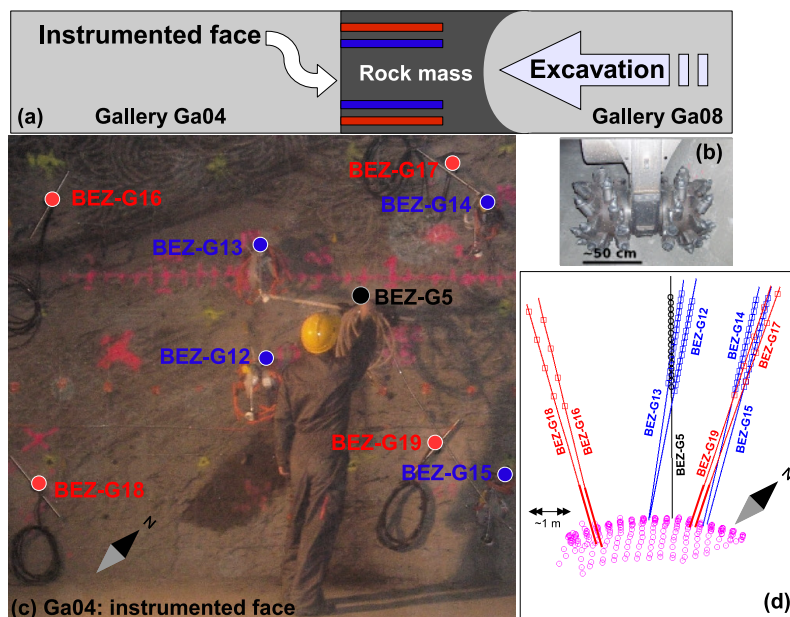 Instrumented face
Rock mass
Excavation
(a)
Gallery Ga04
Gallery Ga08
(b)
~50 cm
BEZ-G17
BEZ-G16
BEZ-G14
BEZ-G13
BEZ-G5
BEZ-G12
BEZ-G19
BEZ-G15
BEZ-G18
N
(c) Ga04: instrumented face
BEZ-G12
BEZ-G14
BEZ-G17
BEZ-G13
BEZ-G16
BEZ-G18
BEZ-G5
BEZ-G19
BEZ-G15
N
~1 m
(d)